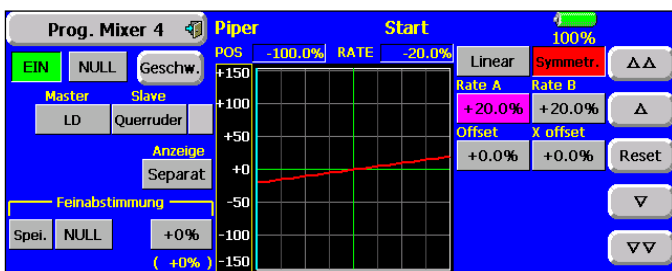 Prog. Mixer 4 Piper Start 100%
POS -100.0% RATE -20.0%
EIN NULL Geschw. Linear Symmetr.
Master Slave Rate A Rate B
LD Querruder +20.0% +20.0%
Offset X offset
+0.0% +0.0% Reset
Anzeige
Separat
Feinabstimmung
Spei. NULL +0%
( +0% )
+150
+100
+50
+0
-50
-100
-150